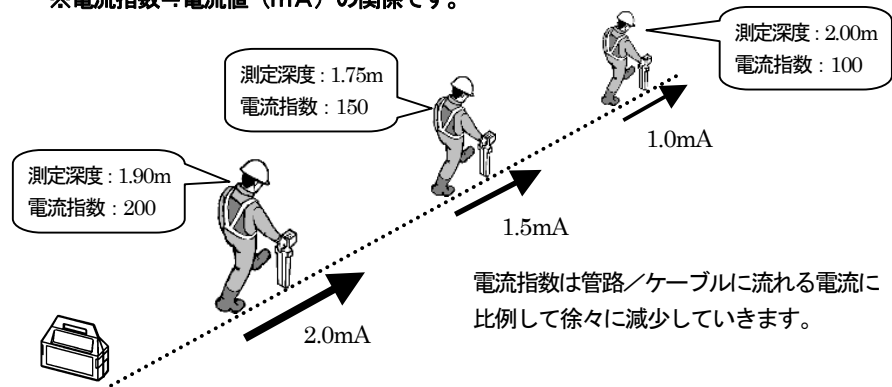 ※電流指数≠電流値（mA）の関係です。
測定深度：2.00m
電流指数：100
測定深度：1.75m
電流指数：150
1.0mA
測定深度：1.90m
電流指数：200
1.5mA
電流指数は管路／ケーブルに流れる電流に
比例して徐々に減少していきます。
2.0mA